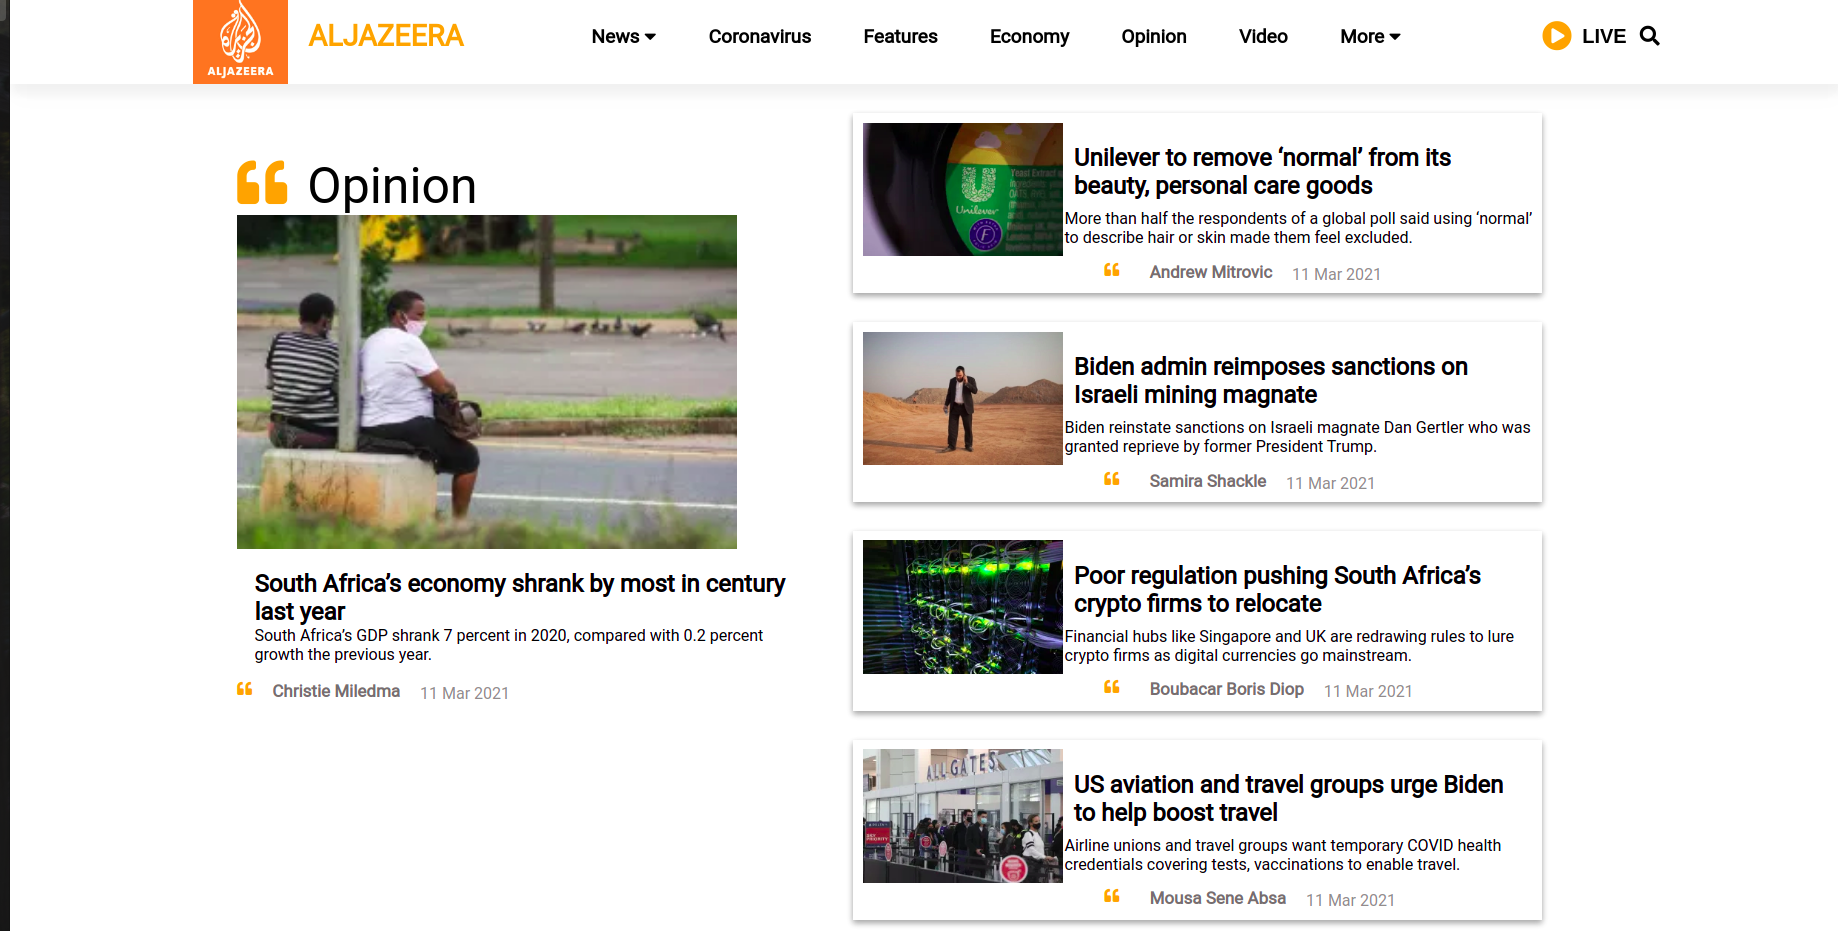 ALJAZEERA
ALJAZEERA
News
Coronavirus
Features
Economy
Opinion
Video
More
LIVE
“ Opinion
South Africa’s economy shrank by most in century
last year
South Africa’s GDP shrank 7 percent in 2020, compared with 0.2 percent
growth the previous year.
“ Christie Miledma 11 Mar 2021
Unilever
Yeast Extract
F
Unilever to remove ‘normal’ from its
beauty, personal care goods
More than half the respondents of a global poll said using ‘normal’
to describe hair or skin made them feel excluded.
“ Andrew Mitrovic 11 Mar 2021
Biden admin reimposes sanctions on
Israeli mining magnate
Biden reinstate sanctions on Israeli magnate Dan Gertler who was
granted reprieve by former President Trump.
“ Samira Shackle 11 Mar 2021
Poor regulation pushing South Africa’s
crypto firms to relocate
Financial hubs like Singapore and UK are redrawing rules to lure
crypto firms as digital currencies go mainstream.
“ Boubacar Boris Diop 11 Mar 2021
ALL GATES
US aviation and travel groups urge Biden
to help boost travel
Airline unions and travel groups want temporary COVID health
credentials covering tests, vaccinations to enable travel.
“ Mousa Sene Absa 11 Mar 2021